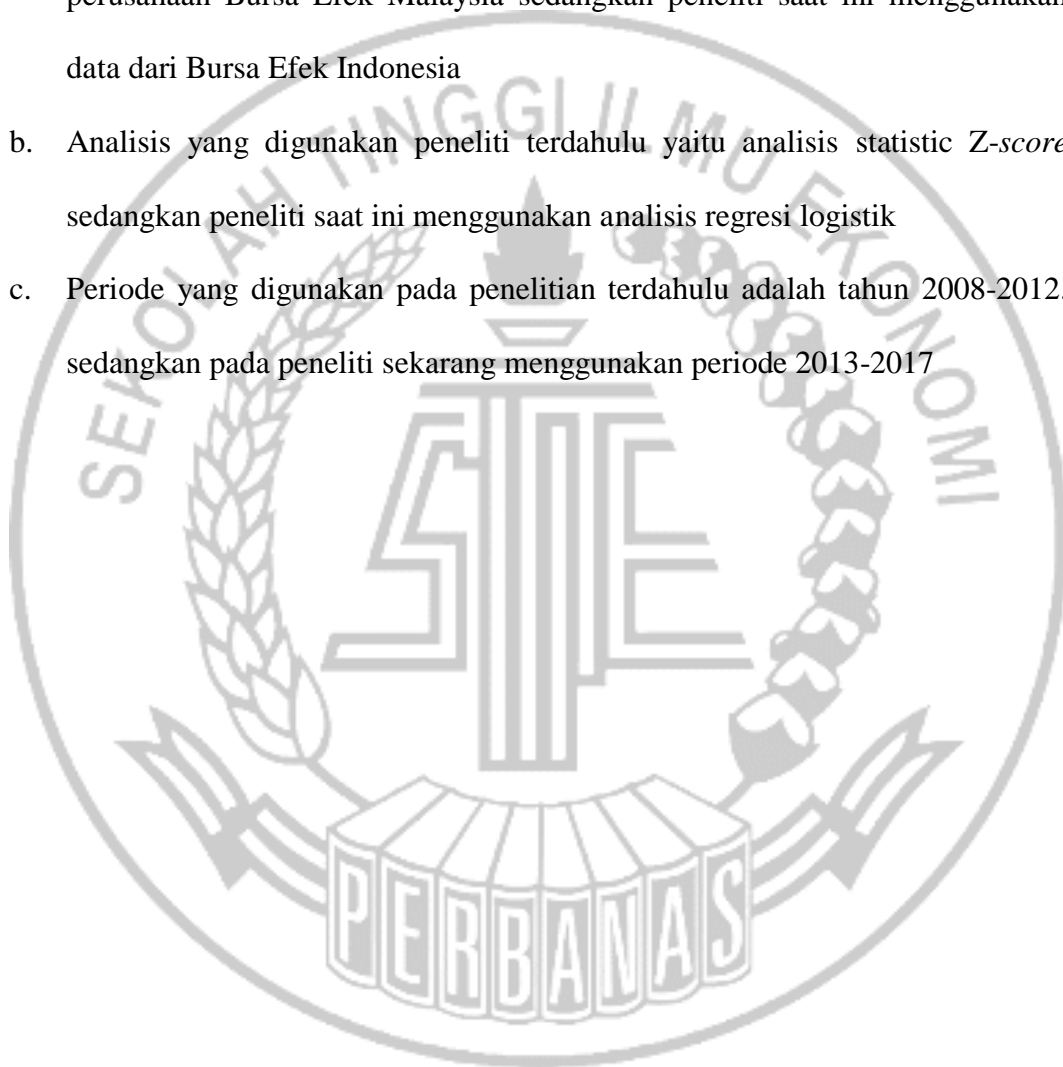 perusahaan Bursa Efek Malaysia sedangkan peneliti saat ini menggunakan
data dari Bursa Efek Indonesia
b. Analisis yang digunakan peneliti terdahulu yaitu analisis statistic Z-score
sedangkan peneliti saat ini menggunakan analisis regresi logistik
c. Periode yang digunakan pada penelitian terdahulu adalah tahun 2008-2012,
sedangkan pada peneliti sekarang menggunakan periode 2013-2017
SEKOLAH TINGGI ILMU EKONOMI
PERBANAS